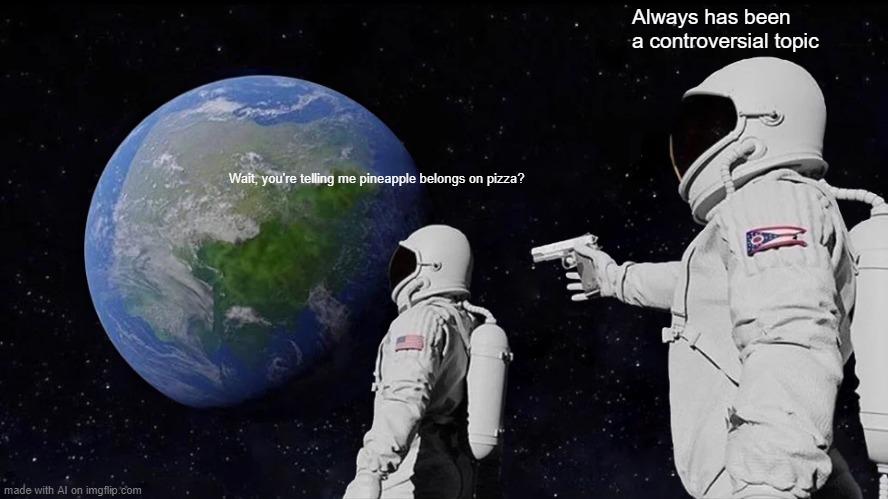 Always has been
a controversial topic
Wait, you're telling me pineapple belongs on pizza?
made with AI on imgflip.com